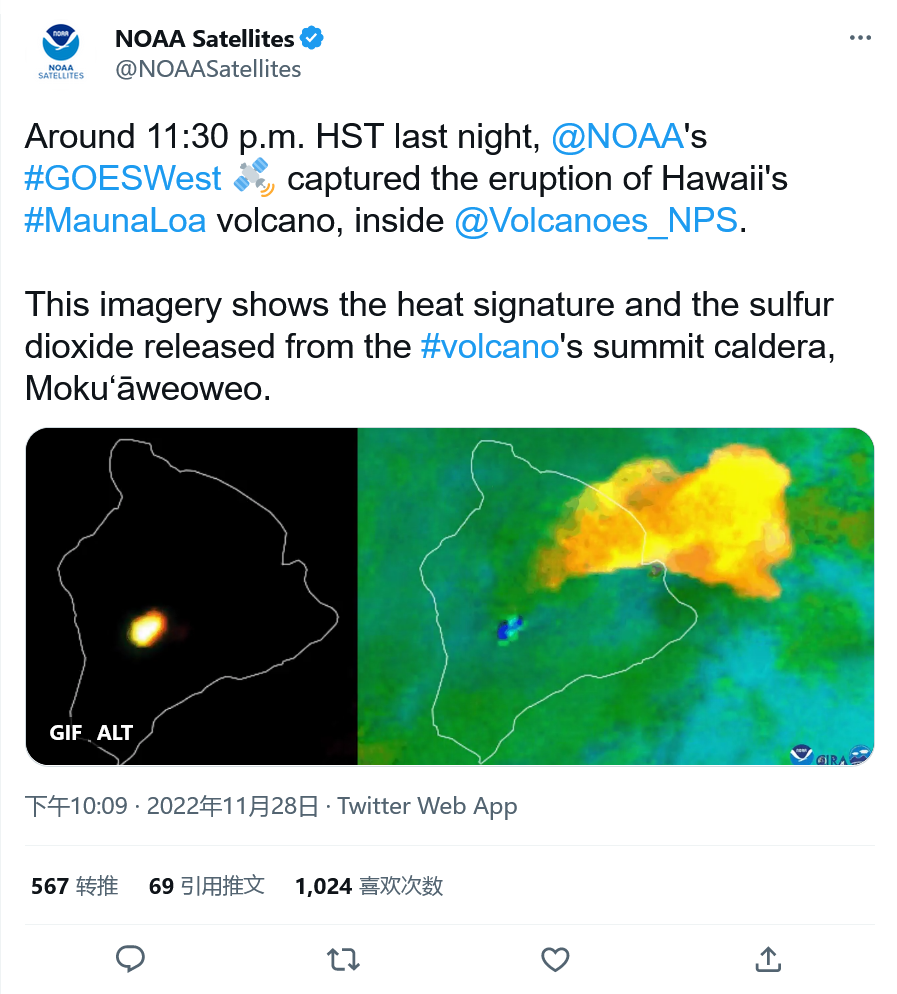 NOAA
NOAA
SATELLITES
NOAA Satellites
@NOAASatellites
Around 11:30 p.m. HST last night, @NOAA's
#GOESWest captured the eruption of Hawaii's
#MaunaLoa volcano, inside @Volcanoes_NPS.
This imagery shows the heat signature and the sulfur
dioxide released from the #volcano's summit caldera,
Mokuʻāweoweo.
GIF ALT
NOAA CIRA
下午10:09 · 2022年11月28日 · Twitter Web App
567 转推 69 引用推文 1,024 喜欢次数